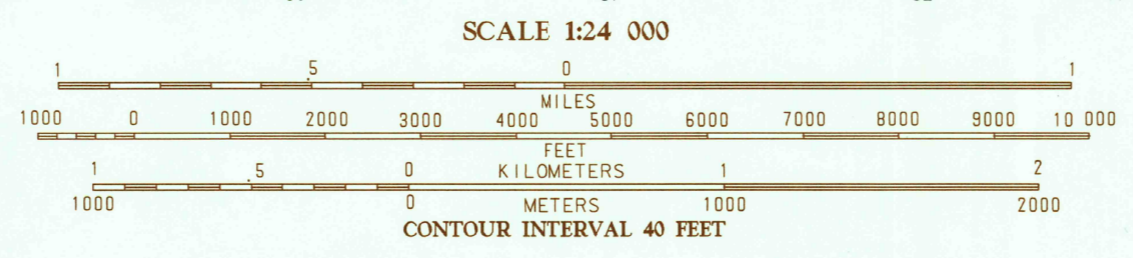 SCALE 1:24 000
1 .5 0 1
MILES
1000 0 1000 2000 3000 4000 5000 6000 7000 8000 9000 10 000
FEET
1 .5 0 KILOMETERS 1 2
1000 0 METERS 1000 2000
CONTOUR INTERVAL 40 FEET